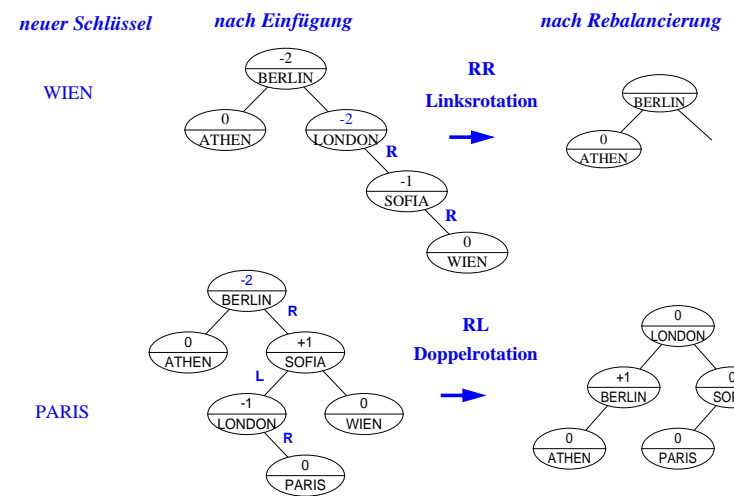 neuer Schlüssel nach Einfügung nach Rebalancierung
WIEN
-2
BERLIN
0
ATHEN
-2
LONDON
R
-1
SOFIA
R
0
WIEN
RR
Linksrotation
BERLIN
0
ATHEN
PARIS
-2
BERLIN
R
0
ATHEN
+1
SOFIA
L
-1
LONDON
0
WIEN
R
0
PARIS
RL
Doppelrotation
0
LONDON
+1
BERLIN
0
0
ATHEN
0
PARIS